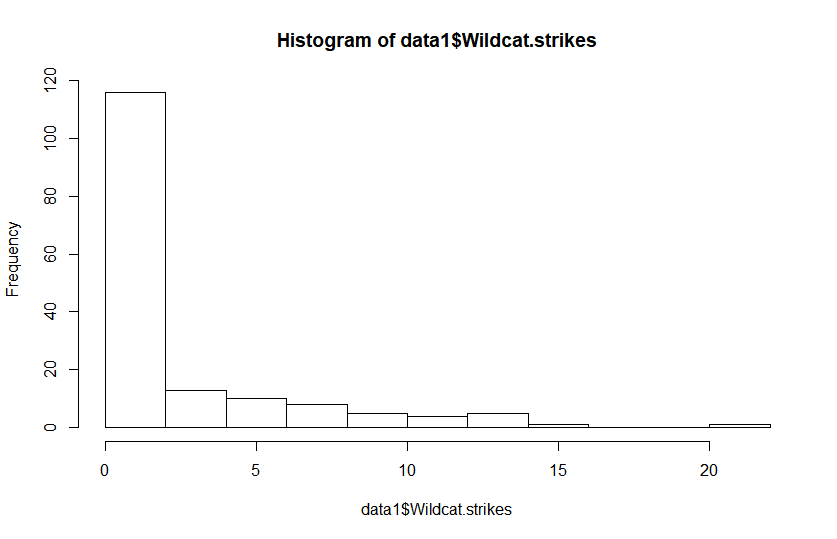 Histogram of data1$Wildcat.strikes
Frequency
120
100
80
60
40
20
0
0 5 10 15 20
data1$Wildcat.strikes